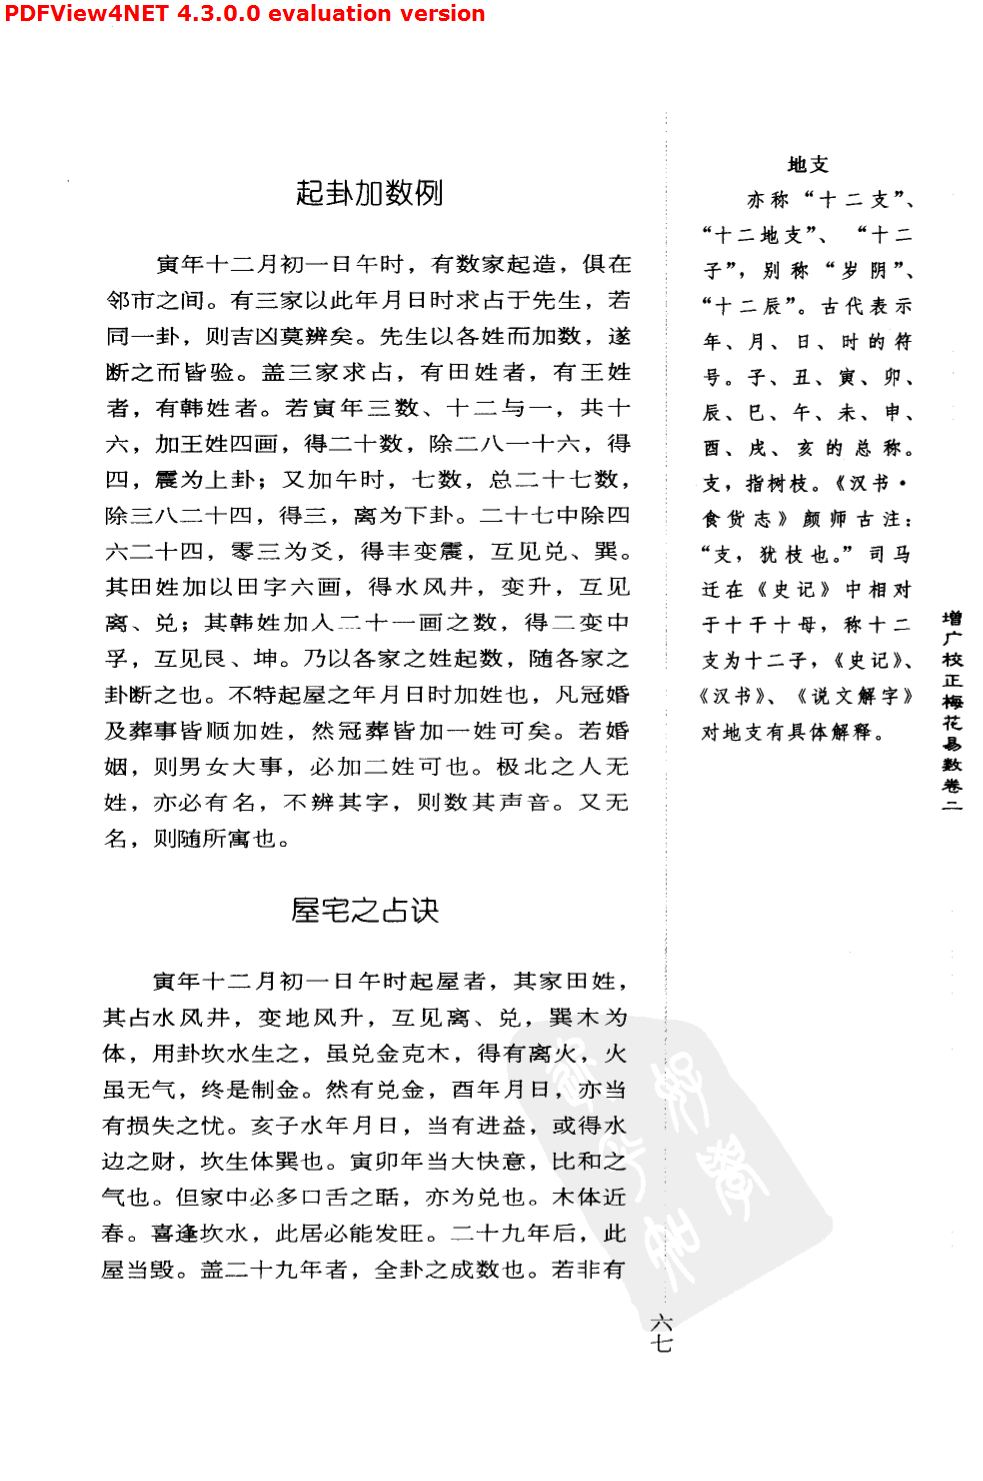 PDFView4NET 4.3.0.0 evaluation version
起卦加数例
寅年十二月初一日午时，有数家起造，俱在
邻市之间。有三家以此年月日时求占于先生，若
同一卦，则吉凶莫辨矣。先生以各姓而加数，遂
断之而皆验。盖三家求占，有田姓者，有王姓
者，有韩姓者。若寅年三数、十二与一，共十
六，加王姓四画，得二十数，除二八一十六，得
四，震为上卦；又加午时，七数，总二十七数，
除三八二十四，得三，离为下卦。二十七中除四
六二十四，零三为爻，得丰变震，互见兑、巽。
其田姓加以田字六画，得水风井，变升，互见
离、兑；其韩姓加入二十一画之数，得二变中
孚，互见艮、坤。乃以各家之姓起数，随各家之
卦断之也。不特起屋之年月日时加姓也，凡冠婚
及葬事皆顺加姓，然冠葬皆加一姓可矣。若婚
姻，则男女大事，必加二姓可也。极北之人无
姓，亦必有名，不辨其字，则数其声音。又无
名，则随所寓也。
屋宅之占诀
寅年十二月初一日午时起屋者，其家田姓，
其占水风井，变地风升，互见离、兑，巽木为
体，用卦坎水生之，虽兑金克木，得有离火，火
虽无气，终是制金。然有兑金，酉年月日，亦当
有损失之忧。亥子水年月日，当有进益，或得水
边之财，坎生体巽也。寅卯年当大快意，比和之
气也。但家中必多口舌之聒，亦为兑也。木体近
春。喜逢坎水，此居必能发旺。二十九年后，此
屋当毁。盖二十九年者，全卦之成数也。若非有
地支
亦称“十二支”、
“十二地支”、“十二
子”，别称“岁阴”、
“十二辰”。古代表示
年、月、日、时的符
号。子、丑、寅、卯、
辰、巳、午、未、申、
酉、戌、亥的总称。
支，指树枝。《汉书·
食货志》颜师古注：
“支，犹枝也。”司马
迁在《史记》中相对
于十干十母，称十二
支为十二子，《史记》、
《汉书》、《说文解字》
对地支有具体解释。
增广校正梅花易数卷二
六七